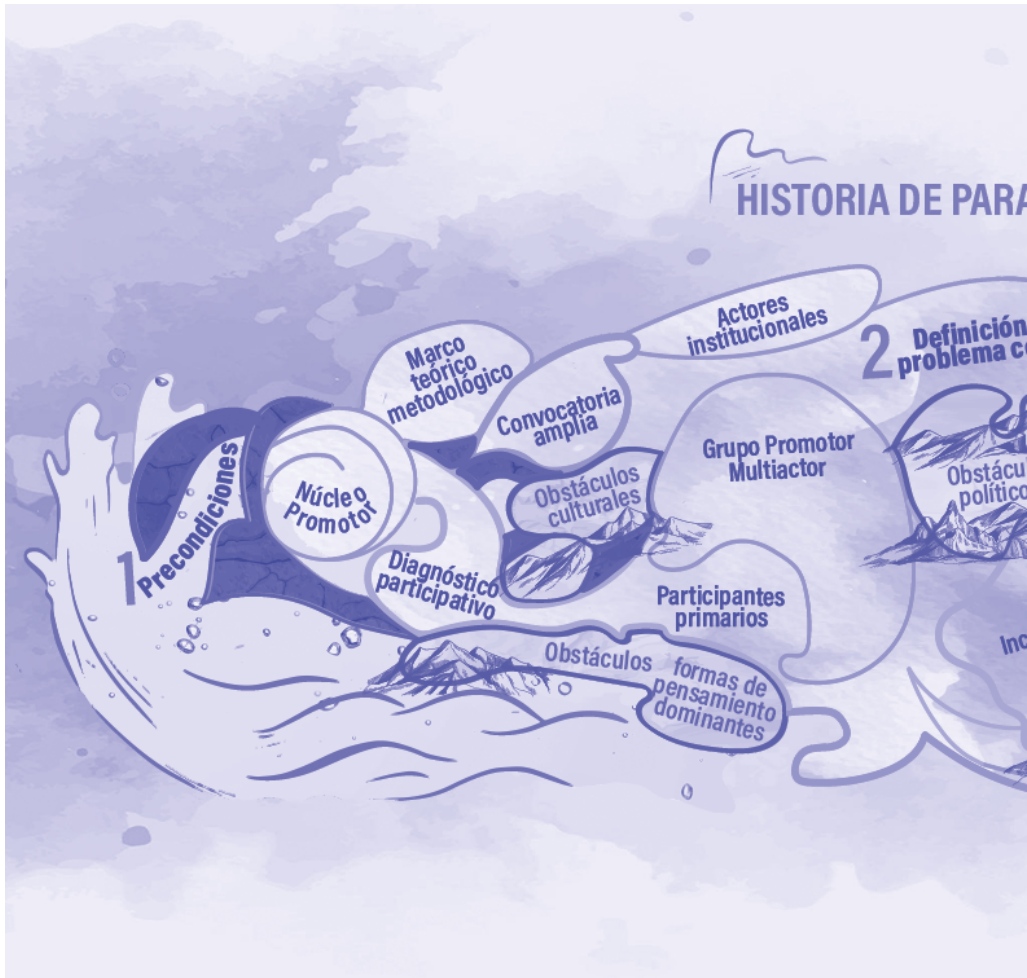 HISTORIA DE PARA
Actores
institucionales
2
Definición
problema co
Marco
teórico
metodológico
Convocatoria
amplia
Grupo Promotor
Multiactor
Obstácu
político
Obstáculos
culturales
Núcleo
Promotor
1
Precondiciones
Diagnóstico
participativo
Participantes
primarios
Inc
Obstáculos
formas de
pensamiento
dominantes